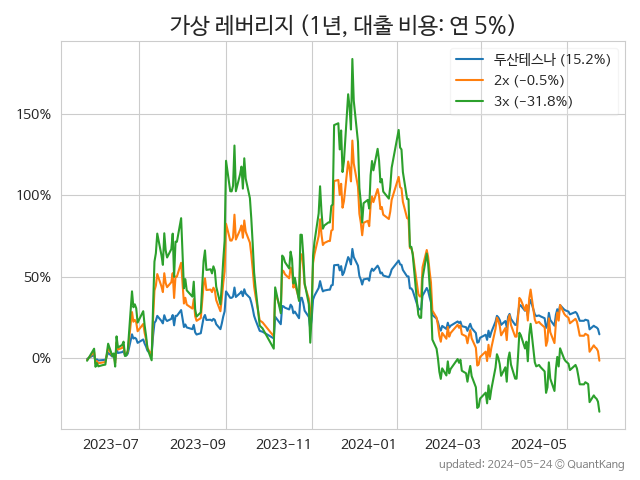 가상 레버리지 (1년, 대출 비용: 연 5%)
두산테스나 (15.2%)
2x (−0.5%)
3x (−31.8%)
150%
100%
50%
0%
2023−07
2023−09
2023−11
2024−01
2024−03
2024−05
updated: 2024-05-24 © QuantKang